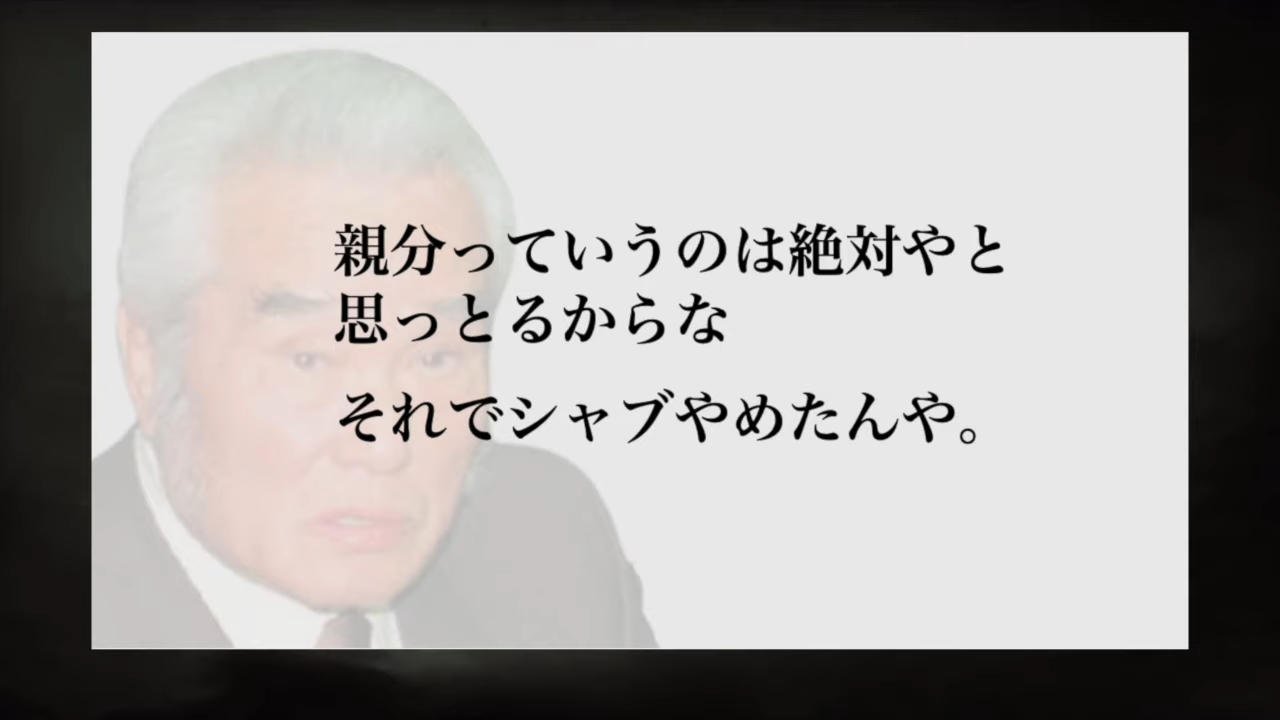 親分っていうのは絶対やと
思っとるからな
それでシャブやめたんや。